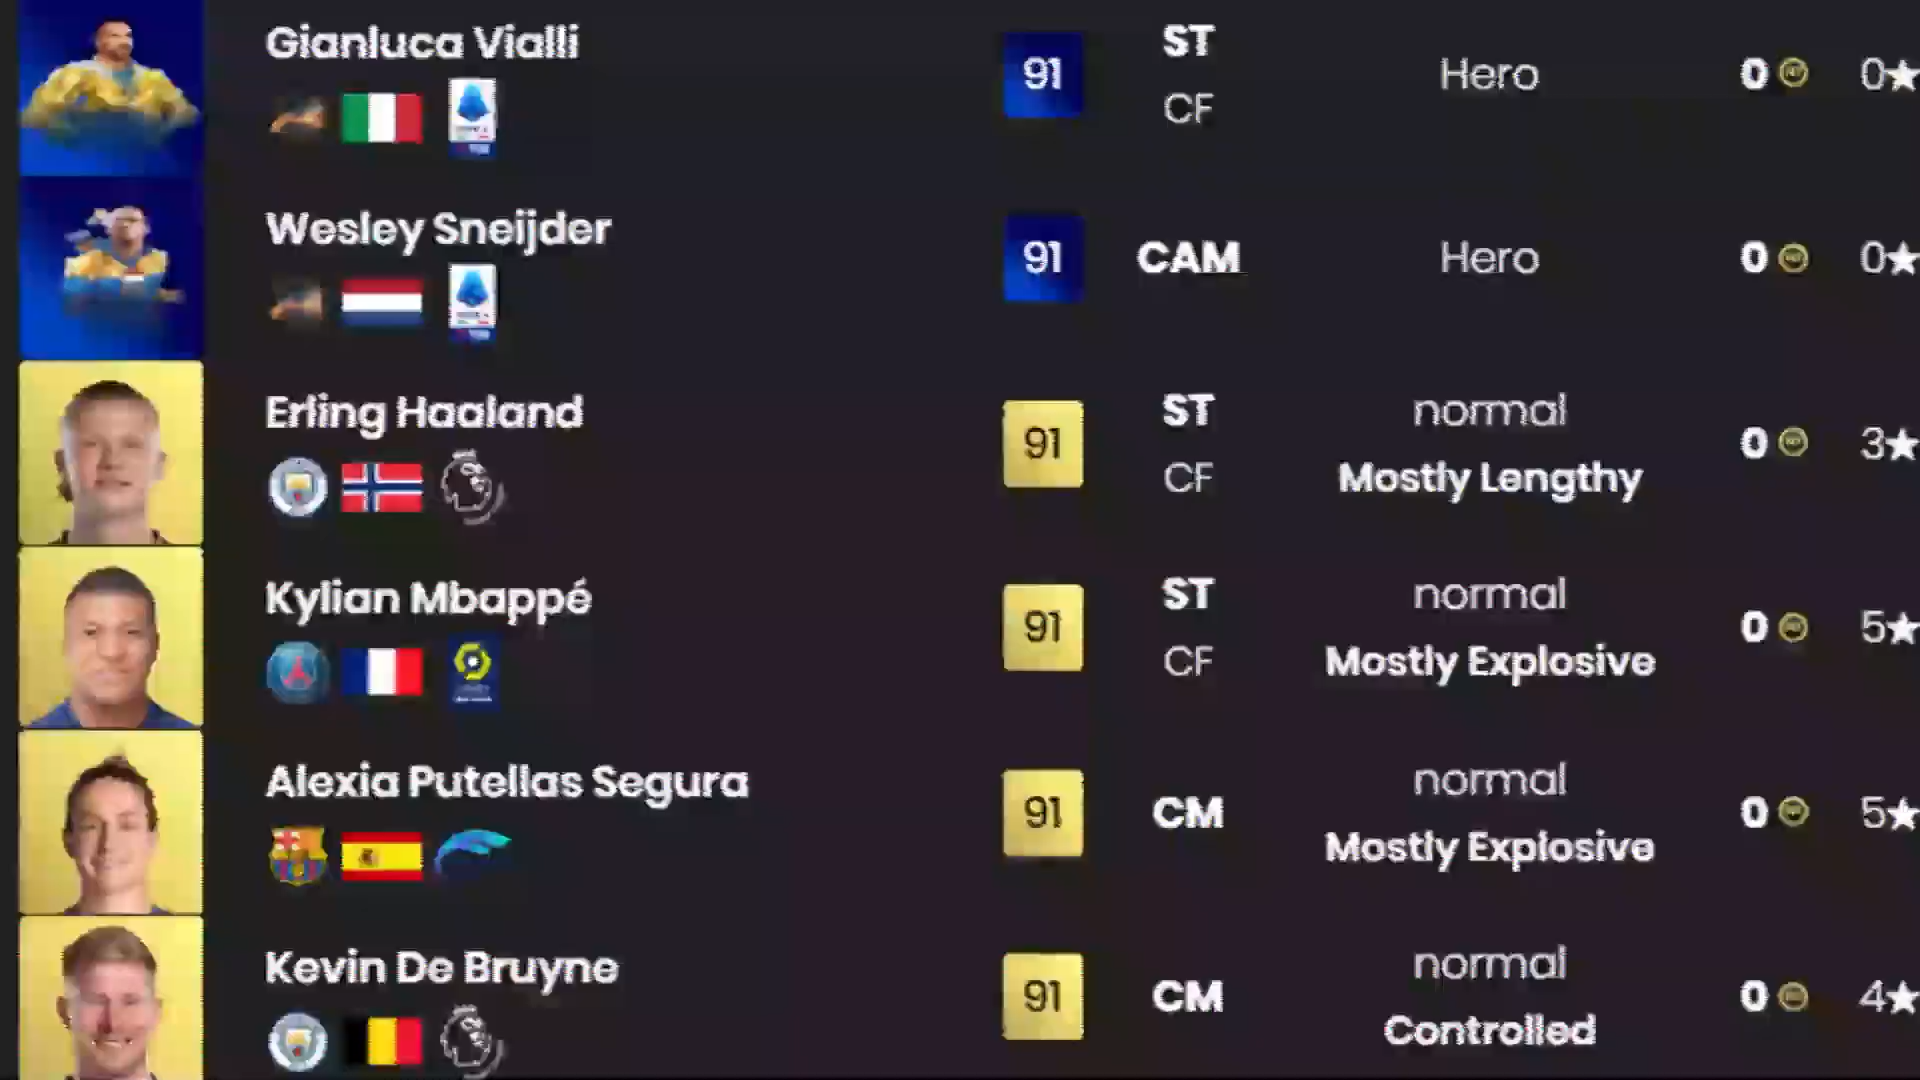 Gianluca Vialli
91
ST
CF
Hero
0
0★
Wesley Sneijder
91
CAM
Hero
0
0★
Erling Haaland
91
ST
CF
normal
Mostly Lengthy
0
3★
Kylian Mbappé
91
ST
CF
normal
Mostly Explosive
0
5★
Alexia Putellas Segura
91
CM
normal
Mostly Explosive
0
5★
Kevin De Bruyne
91
CM
normal
Controlled
0
4★